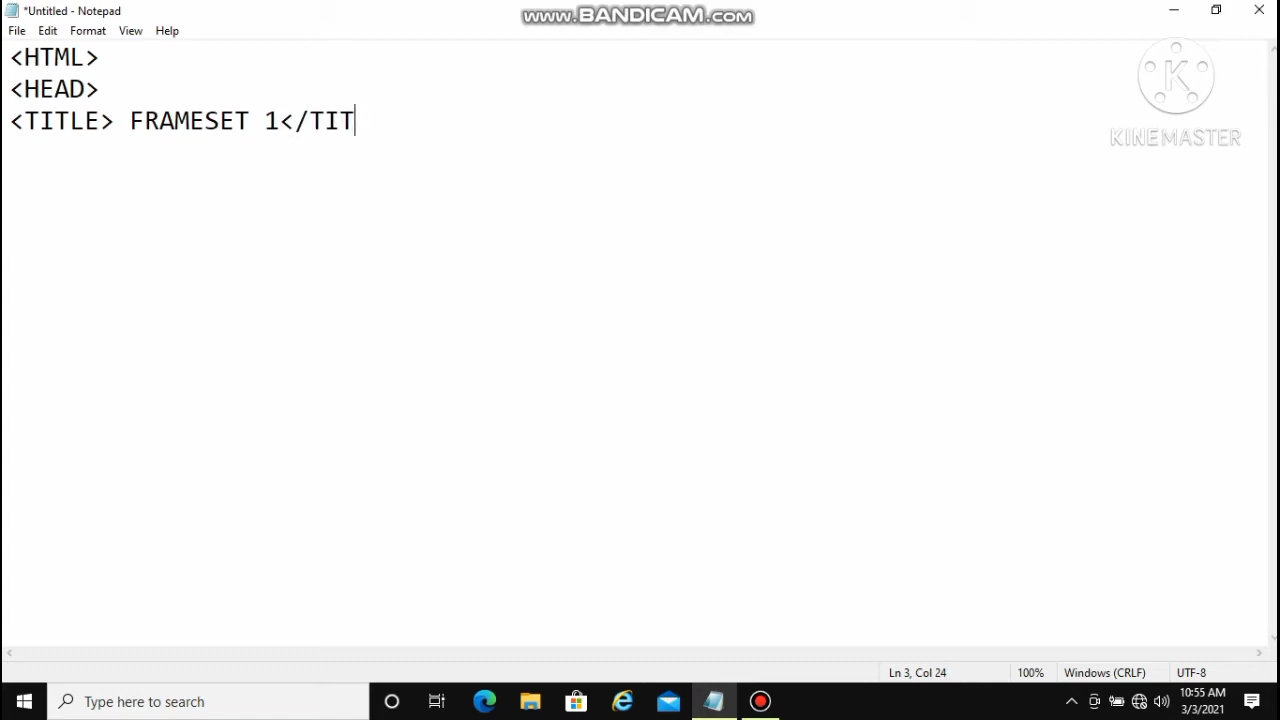 *Untitled - Notepad
www.BANDICAM.com
File Edit Format View Help
<HTML>
<HEAD>
<TITLE> FRAMESET 1</TIT
K
KINEMASTER
Ln 3, Col 24 100% Windows (CRLF) UTF-8
Type here to search
10:55 AM
3/3/2021